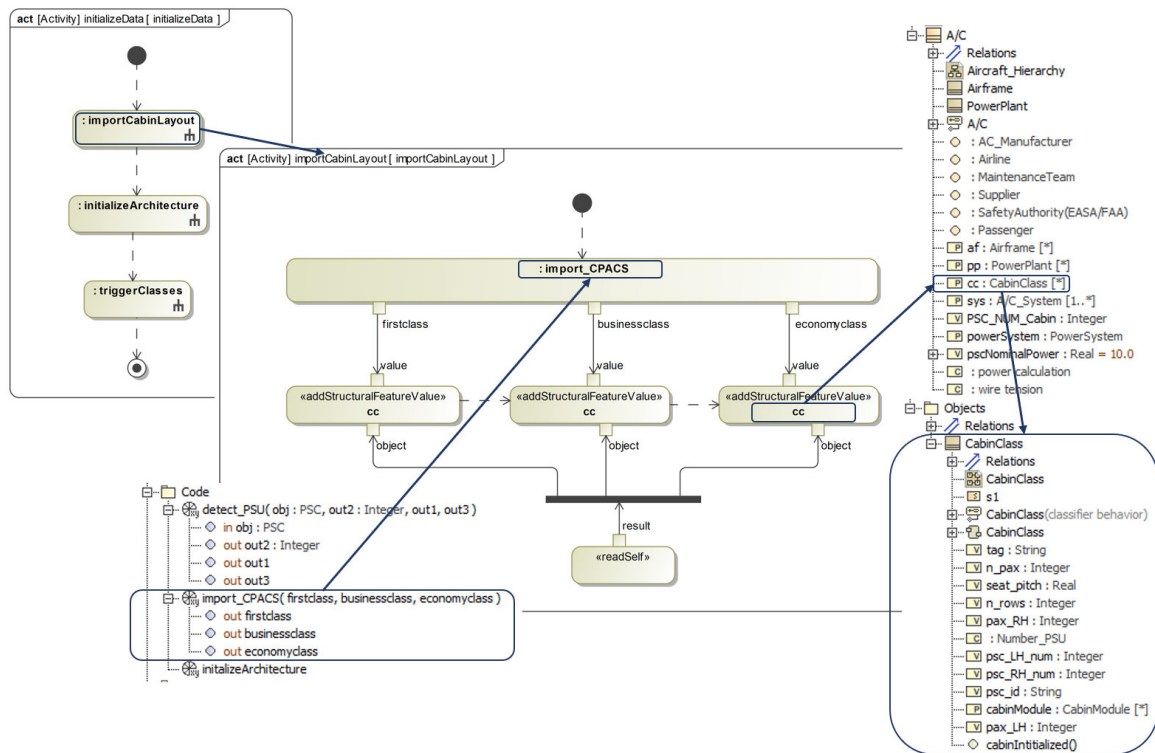 act [Activity] initializeData [ initializeData ]
: importCabinLayout
: initializeArchitecture
: triggerClasses
act [Activity] importCabinLayout [ importCabinLayout ]
: import_CPACS
firstclass
businessclass
economyclass
value
value
value
«addStructuralFeatureValue»
cc
«addStructuralFeatureValue»
cc
«addStructuralFeatureValue»
cc
object
object
object
result
«readSelf»
Code
detect_PSU( obj : PSC, out2 : Integer, out1, out3 )
in obj : PSC
out out2 : Integer
out out1
out out3
import_CPACS( firstclass, businessclass, economyclass )
out firstclass
out businessclass
out economyclass
initalizeArchitecture
A/C
Relations
Aircraft_Hierarchy
Airframe
PowerPlant
A/C
: AC_Manufacturer
: Airline
: MaintenanceTeam
: Supplier
: SafetyAuthority(EASA/FAA)
: Passenger
P af : Airframe [*]
P pp : PowerPlant [*]
P cc : CabinClass [*]
P sys : A/C_System [1..*]
V PSC_NUM_Cabin : Integer
P powerSystem : PowerSystem
V pscNominalPower : Real = 10.0
C : power calculation
C : wire tension
Objects
Relations
CabinClass
Relations
CabinClass
s1
CabinClass(classifier behavior)
CabinClass
V tag : String
V n_pax : Integer
V seat_pitch : Real
V n_rows : Integer
V pax_RH : Integer
C : Number_PSU
V psc_LH_num : Integer
V psc_RH_num : Integer
V psc_id : String
P cabinModule : CabinModule [*]
V pax_LH : Integer
cabinIntitialized()